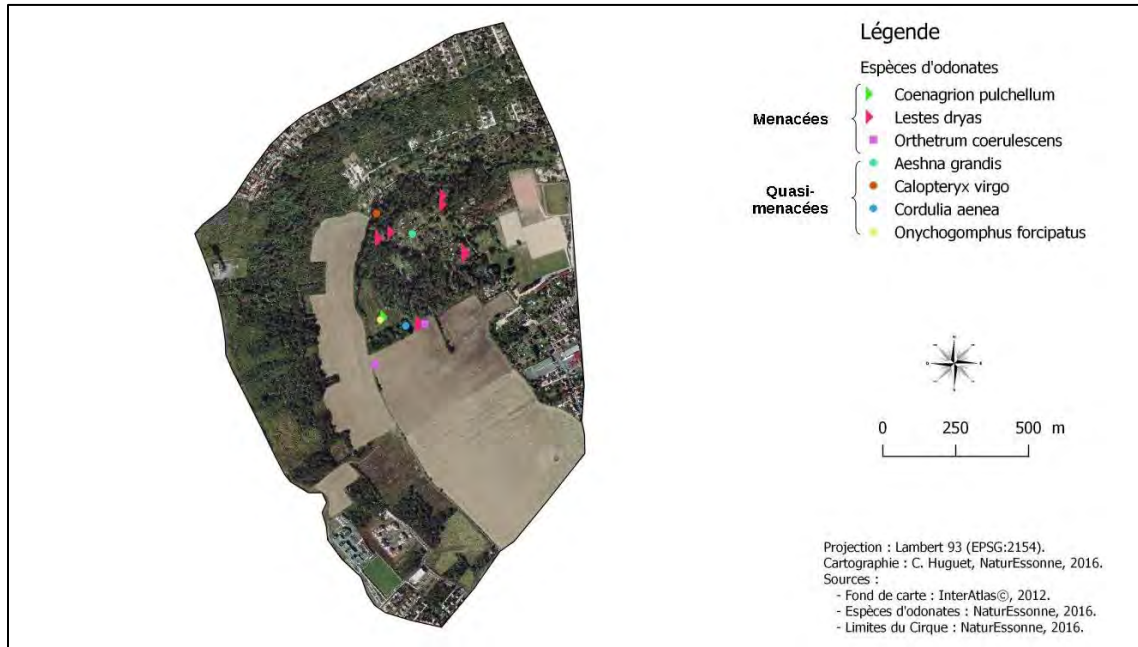 Légende
Espèces d'odonates
Menacées
Coenagrion pulchellum
Lestes dryas
Orthetrum coerulescens
Quasi-
menacées
Aeshna grandis
Calopteryx virgo
Cordulia aenea
Onychogomphus forcipatus
0 250 500 m
Projection : Lambert 93 (EPSG:2154).
Cartographie : C. Huguet, NaturEssonne, 2016.
Sources :
- Fond de carte : InterAtlas©, 2012.
- Espèces d'odonates : NaturEssonne, 2016.
- Limites du Cirque : NaturEssonne, 2016.